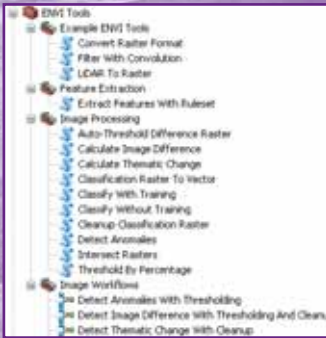 ENVI Tools
Example ENVI Tools
Convert Raster Format
Filter With Convolution
LiDAR To Raster
Feature Extraction
Extract Features With Ruleset
Image Processing
Auto-Threshold Difference Raster
Calculate Image Difference
Calculate Thematic Change
Classification Raster To Vector
Classify With Training
Classify Without Training
Cleanup Classification Raster
Detect Anomalies
Intersect Rasters
Threshold By Percentage
Image Workflows
Detect Anomalies With Thresholding
Detect Image Difference With Thresholding And Cleanu
Detect Thematic Change With Cleanup